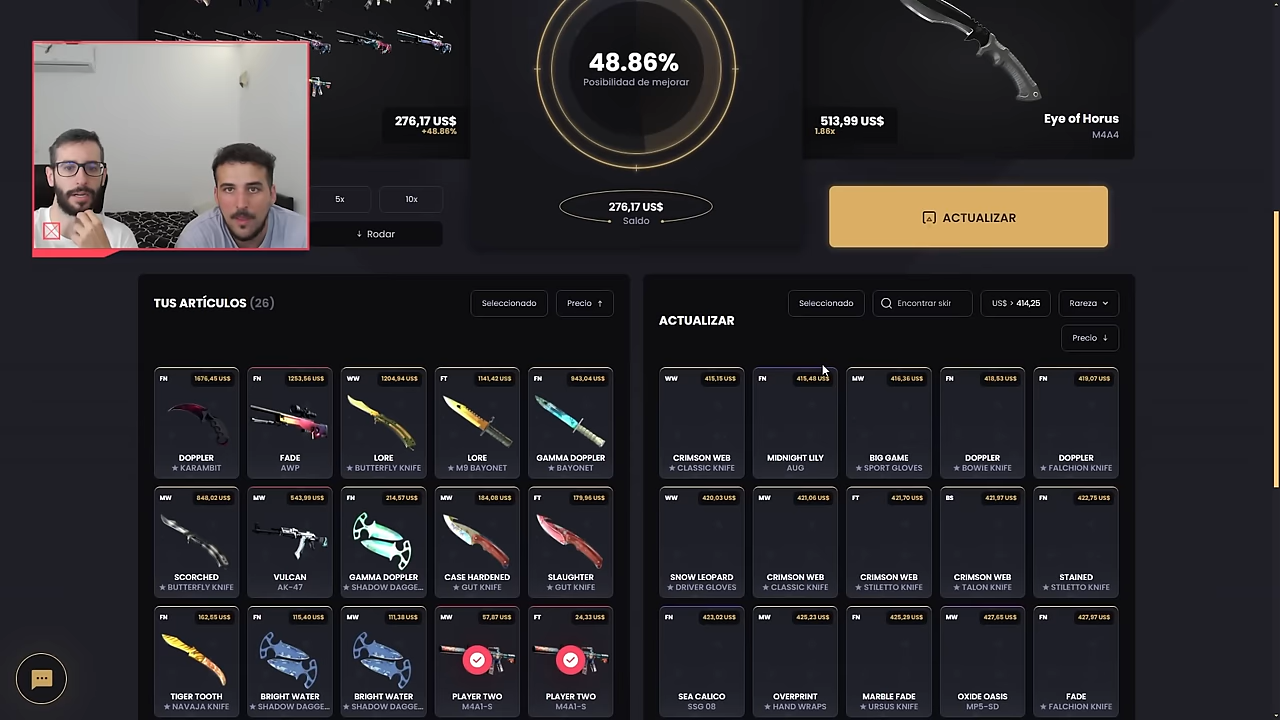 48.86%
Posibilidad de mejorar
276,17 US$
+48.86%
513,99 US$
1.86x
Eye of Horus
M4A4
5x
10x
Rodar
276,17 US$
Saldo
ACTUALIZAR
TUS ARTÍCULOS (26)
Seleccionado
Precio ↑
ACTUALIZAR
Seleccionado
Encontrar skir
US$ > 414,25
Rareza
Precio ↓
FN 1676,45 US$
DOPPLER
★ KARAMBIT
FN 1253,56 US$
FADE
AWP
WW 1204,94 US$
LORE
★ BUTTERFLY KNIFE
FT 1141,42 US$
LORE
★ M9 BAYONET
FN 943,04 US$
GAMMA DOPPLER
★ BAYONET
MW 848,02 US$
SCORCHED
★ BUTTERFLY KNIFE
MW 543,99 US$
VULCAN
AK-47
FN 214,57 US$
GAMMA DOPPLER
★ SHADOW DAGGE...
MW 184,08 US$
CASE HARDENED
★ GUT KNIFE
FT 179,96 US$
SLAUGHTER
★ GUT KNIFE
FN 162,55 US$
TIGER TOOTH
★ NAVAJA KNIFE
FN 115,40 US$
BRIGHT WATER
★ SHADOW DAGGE...
MW 111,38 US$
BRIGHT WATER
★ SHADOW DAGGE...
MW 57,87 US$
PLAYER TWO
M4A1-S
FT 24,33 US$
PLAYER TWO
M4A1-S
WW 415,15 US$
CRIMSON WEB
★ CLASSIC KNIFE
FN 415,48 US$
MIDNIGHT LILY
AUG
MW 416,36 US$
BIG GAME
★ SPORT GLOVES
FN 418,53 US$
DOPPLER
★ BOWIE KNIFE
FN 419,07 US$
DOPPLER
★ FALCHION KNIFE
WW 420,03 US$
SNOW LEOPARD
★ DRIVER GLOVES
MW 421,06 US$
CRIMSON WEB
★ CLASSIC KNIFE
FT 421,70 US$
CRIMSON WEB
★ STILETTO KNIFE
BS 421,97 US$
CRIMSON WEB
★ TALON KNIFE
FN 422,75 US$
STAINED
★ STILETTO KNIFE
FN 423,02 US$
SEA CALICO
SSG 08
MW 425,23 US$
OVERPRINT
★ HAND WRAPS
FN 425,29 US$
MARBLE FADE
★ URSUS KNIFE
MW 427,65 US$
OXIDE OASIS
MP5-SD
FN 427,97 US$
FADE
★ FALCHION KNIFE